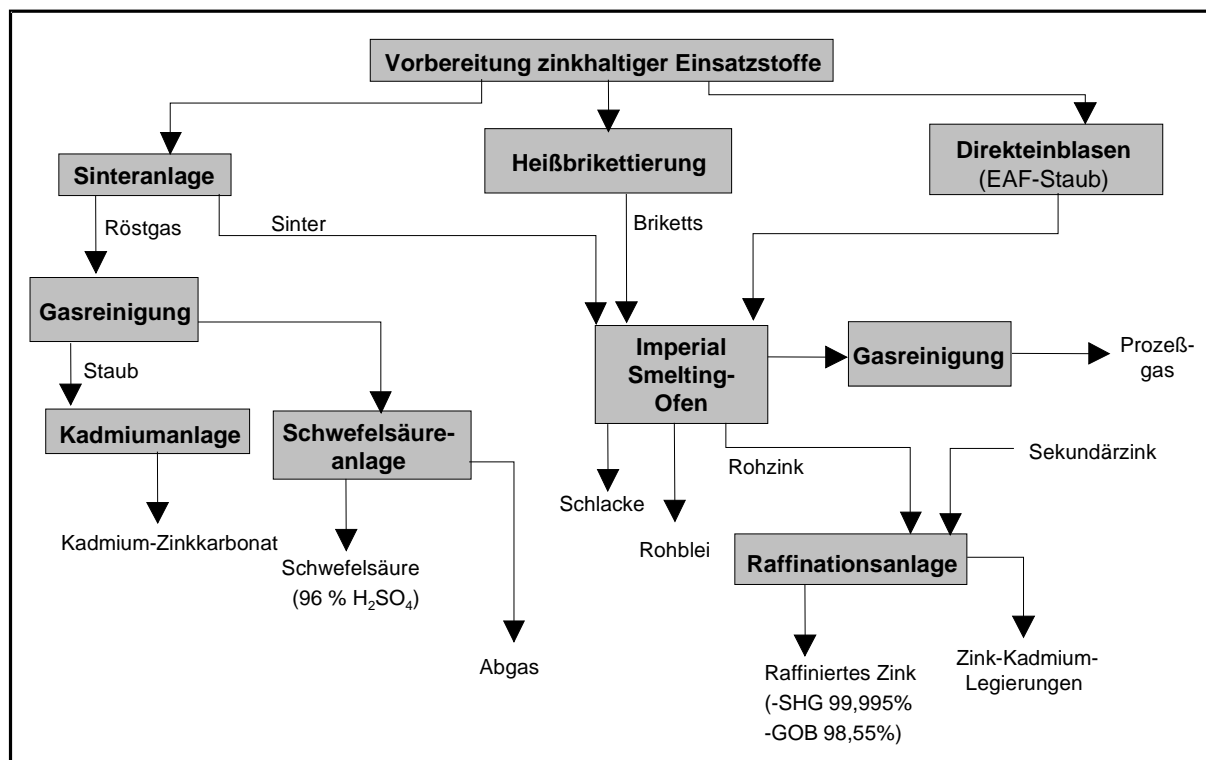 Vorbereitung zinkhaltiger Einsatzstoffe
Sinteranlage
Heißbrikettierung
Direkteinblasen
(EAF-Staub)
Röstgas
Sinter
Briketts
Gasreinigung
Imperial
Smelting-
Ofen
Gasreinigung
Prozeß-
gas
Staub
Kadmiumanlage
Schwefelsäure-
anlage
Rohzink
Sekundärzink
Schlacke
Rohblei
Kadmium-Zinkkarbonat
Schwefelsäure
(96 % H₂SO₄)
Raffinationsanlage
Abgas
Raffiniertes Zink
(-SHG 99,995%
-GOB 98,55%)
Zink-Kadmium-
Legierungen